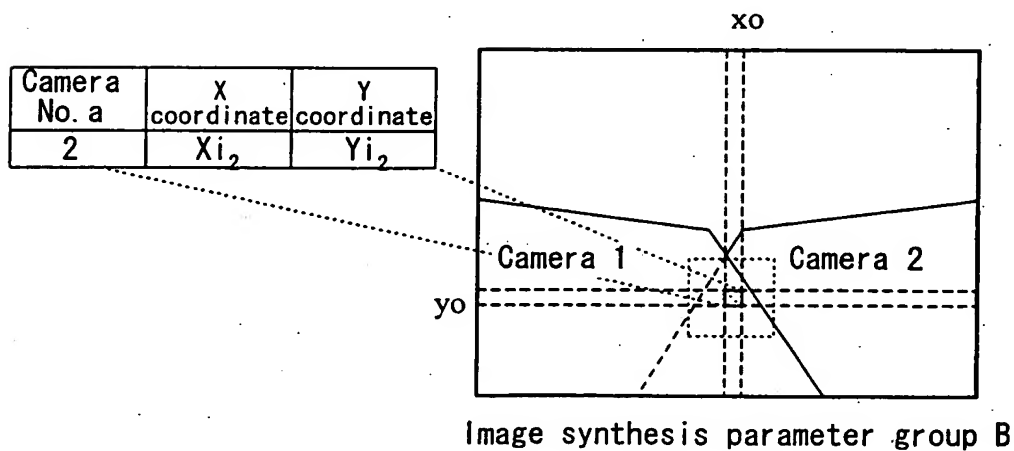 xo
Camera No. a
X coordinate
Y coordinate
2
Xi₂
Yi₂
Camera 1
Camera 2
yo
Image synthesis parameter group B